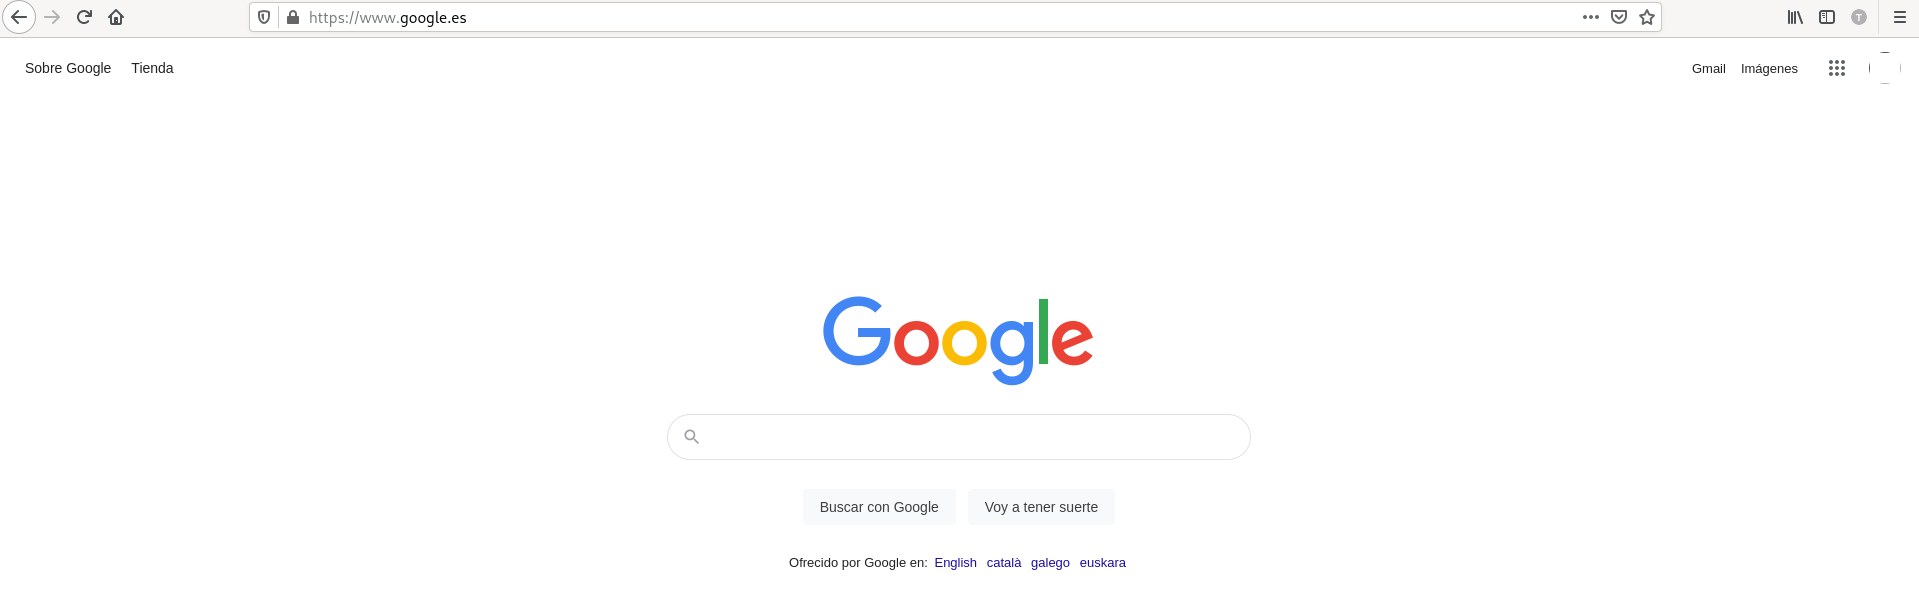 https://www.google.es
Sobre Google Tienda
Gmail Imágenes
Google
Buscar con Google Voy a tener suerte
Ofrecido por Google en: English català galego euskara